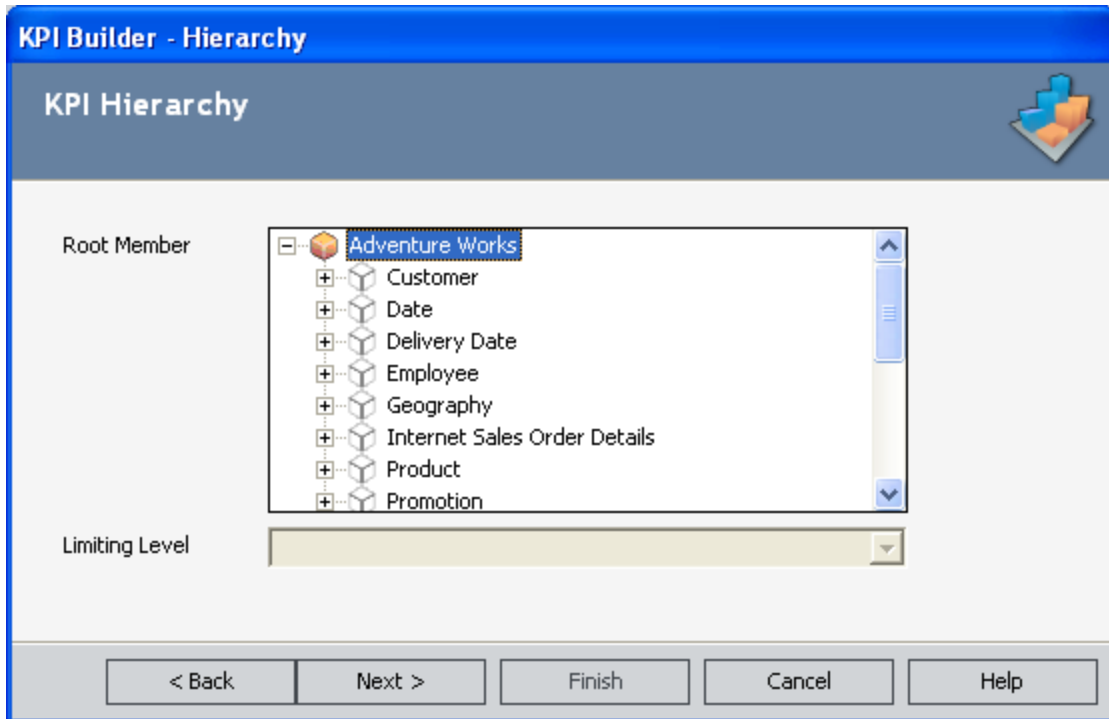 KPI Builder - Hierarchy
KPI Hierarchy
Root Member
Adventure Works
Customer
Date
Delivery Date
Employee
Geography
Internet Sales Order Details
Product
Promotion
Limiting Level
< Back Next > Finish Cancel Help